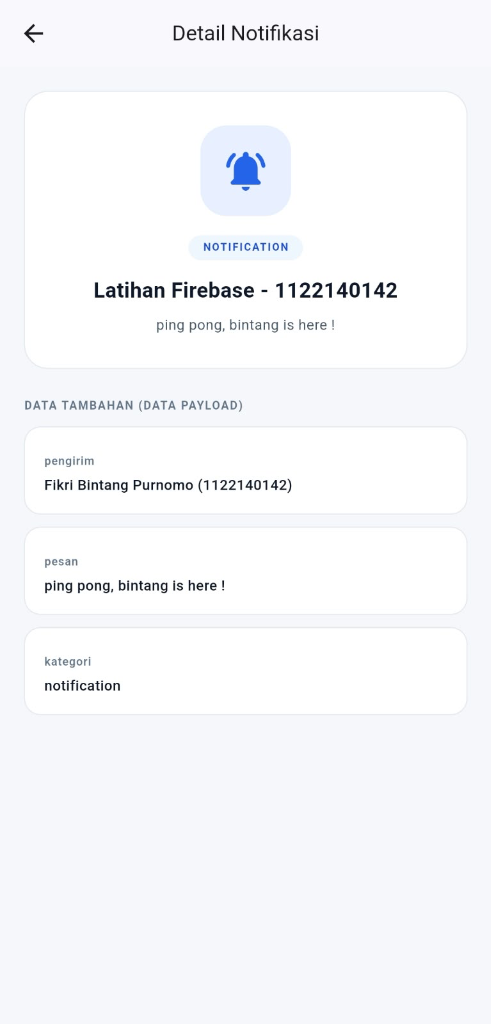 Detail Notifikasi
NOTIFICATION
Latihan Firebase - 1122140142
ping pong, bintang is here !
DATA TAMBAHAN (DATA PAYLOAD)
pengirim
Fikri Bintang Purnomo (1122140142)
pesan
ping pong, bintang is here !
kategori
notification